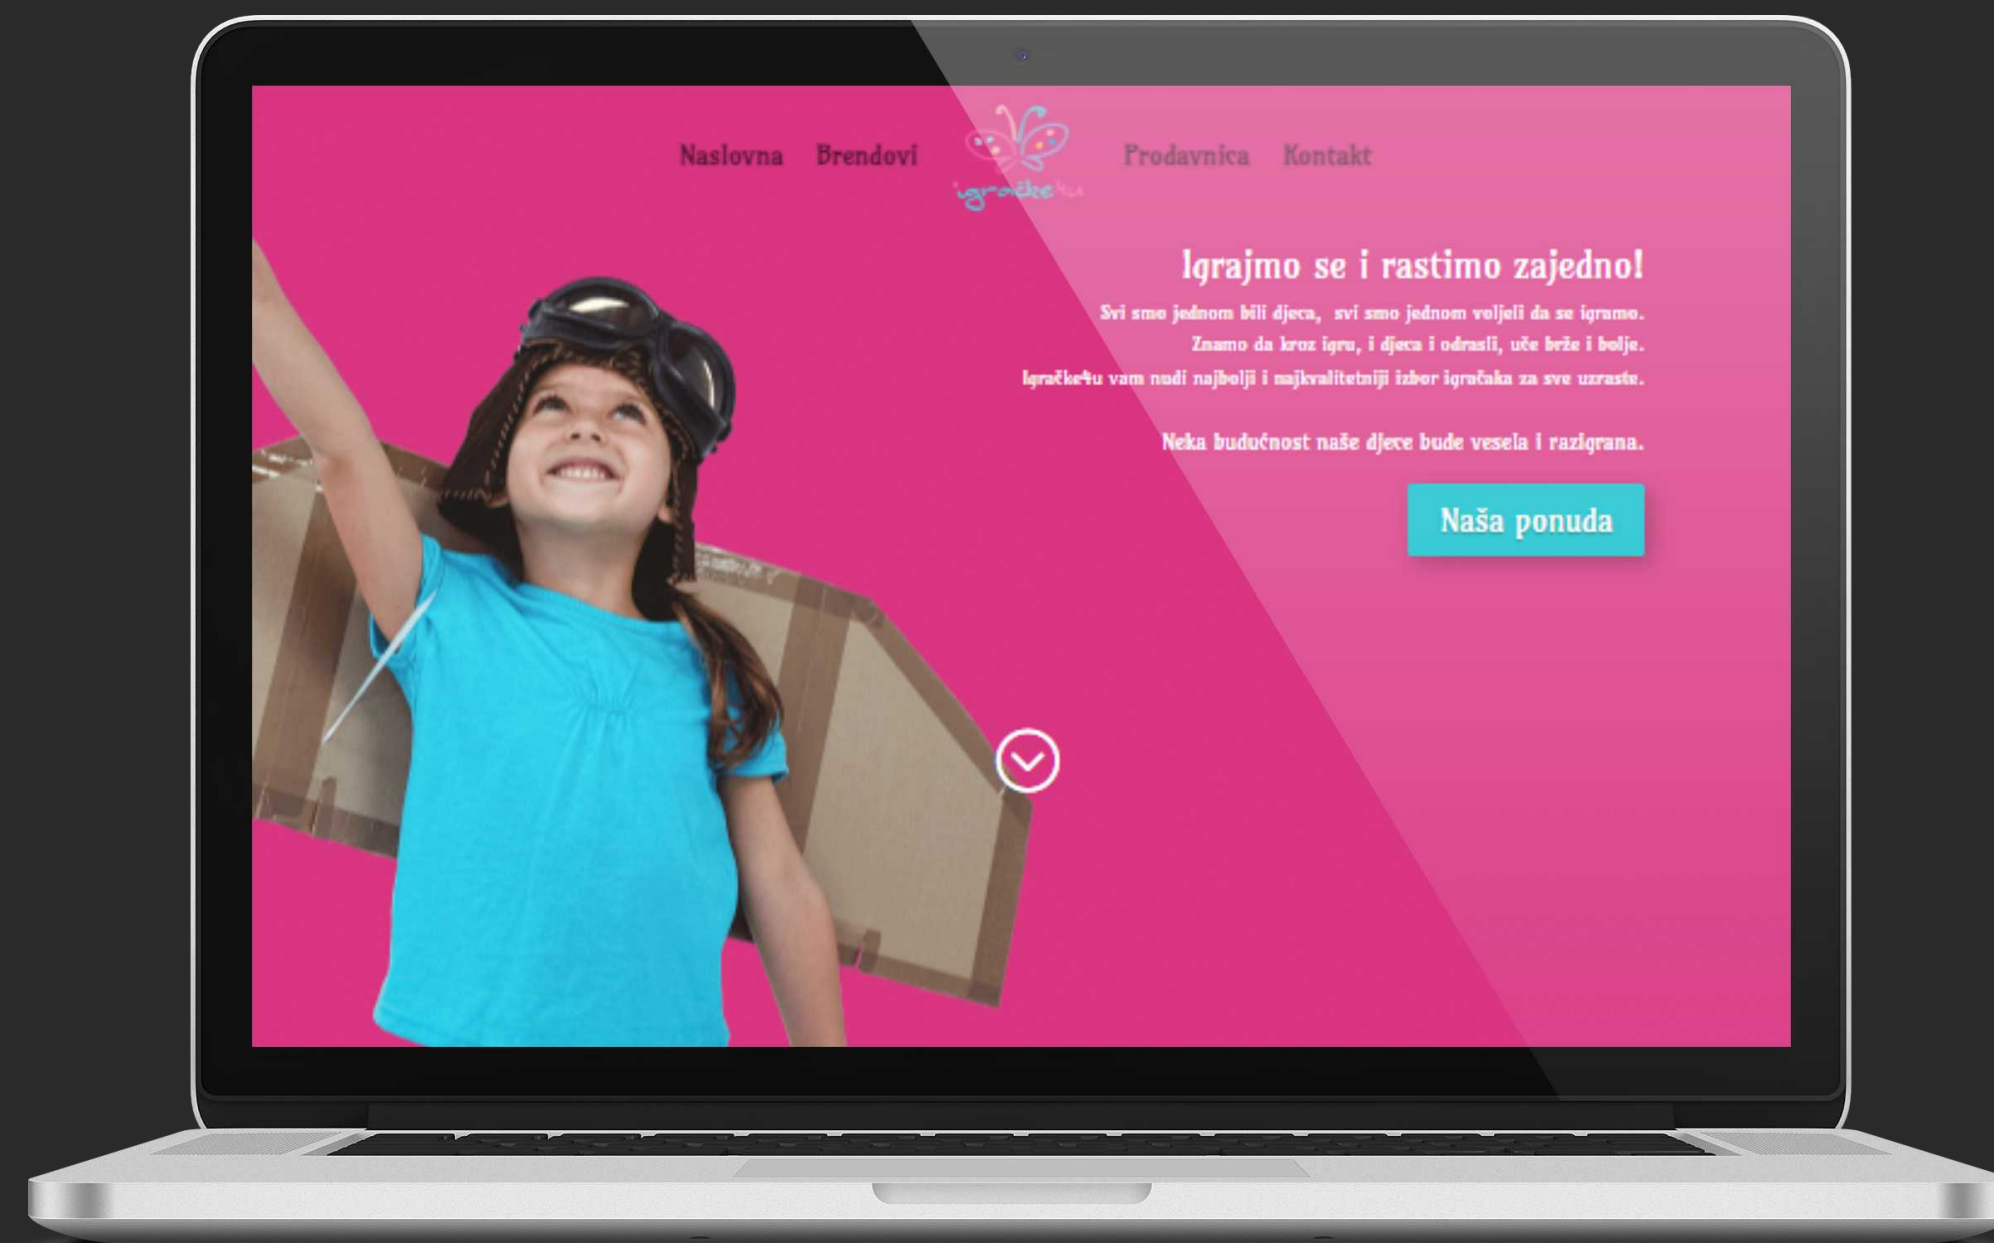 Naslovna Brendovi Prodavnica Kontakt
igračke4u
Igrajmo se i rastimo zajedno!
Svi smo jednom bili djeca, svi smo jednom voljeli da se igramo.
Znamo da kroz igru, i djeca i odrasli, uče brže i bolje.
Igračke4u vam nudi najbolji i najkvalitetniji izbor igračaka za sve uzraste.
Neka budućnost naše djece bude vesela i razigrana.
Naša ponuda